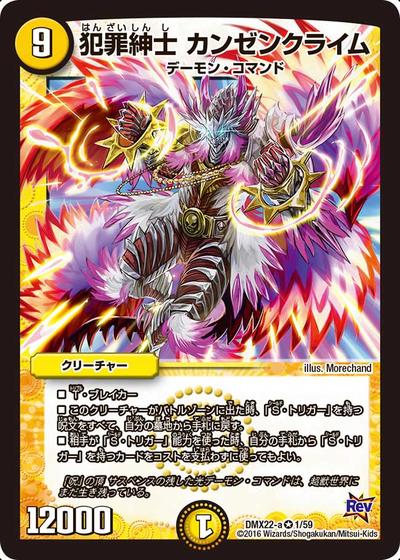 はんざいしんし
9
犯罪紳士 カンゼンクライム
デーモン・コマンド
クリーチャー
illus. Morechand
■T・ブレイカー
■このクリーチャーがバトルゾーンに出た時、「S・トリガー」を持つ
呪文をすべて、自分の墓地から手札に戻す。
■相手が「S・トリガー」能力を使った時、自分の手札から「S・トリ
ガー」を持つカードをコストを支払わずに使ってもよい。
「呪」の頂 サスペンスの残した光デーモン・コマンドは、超獣世界に
まだ生き残っている。
12000
1
Rev
DMX22-a 1/59
©2016 Wizards/Shogakukan/Mitsui-Kids